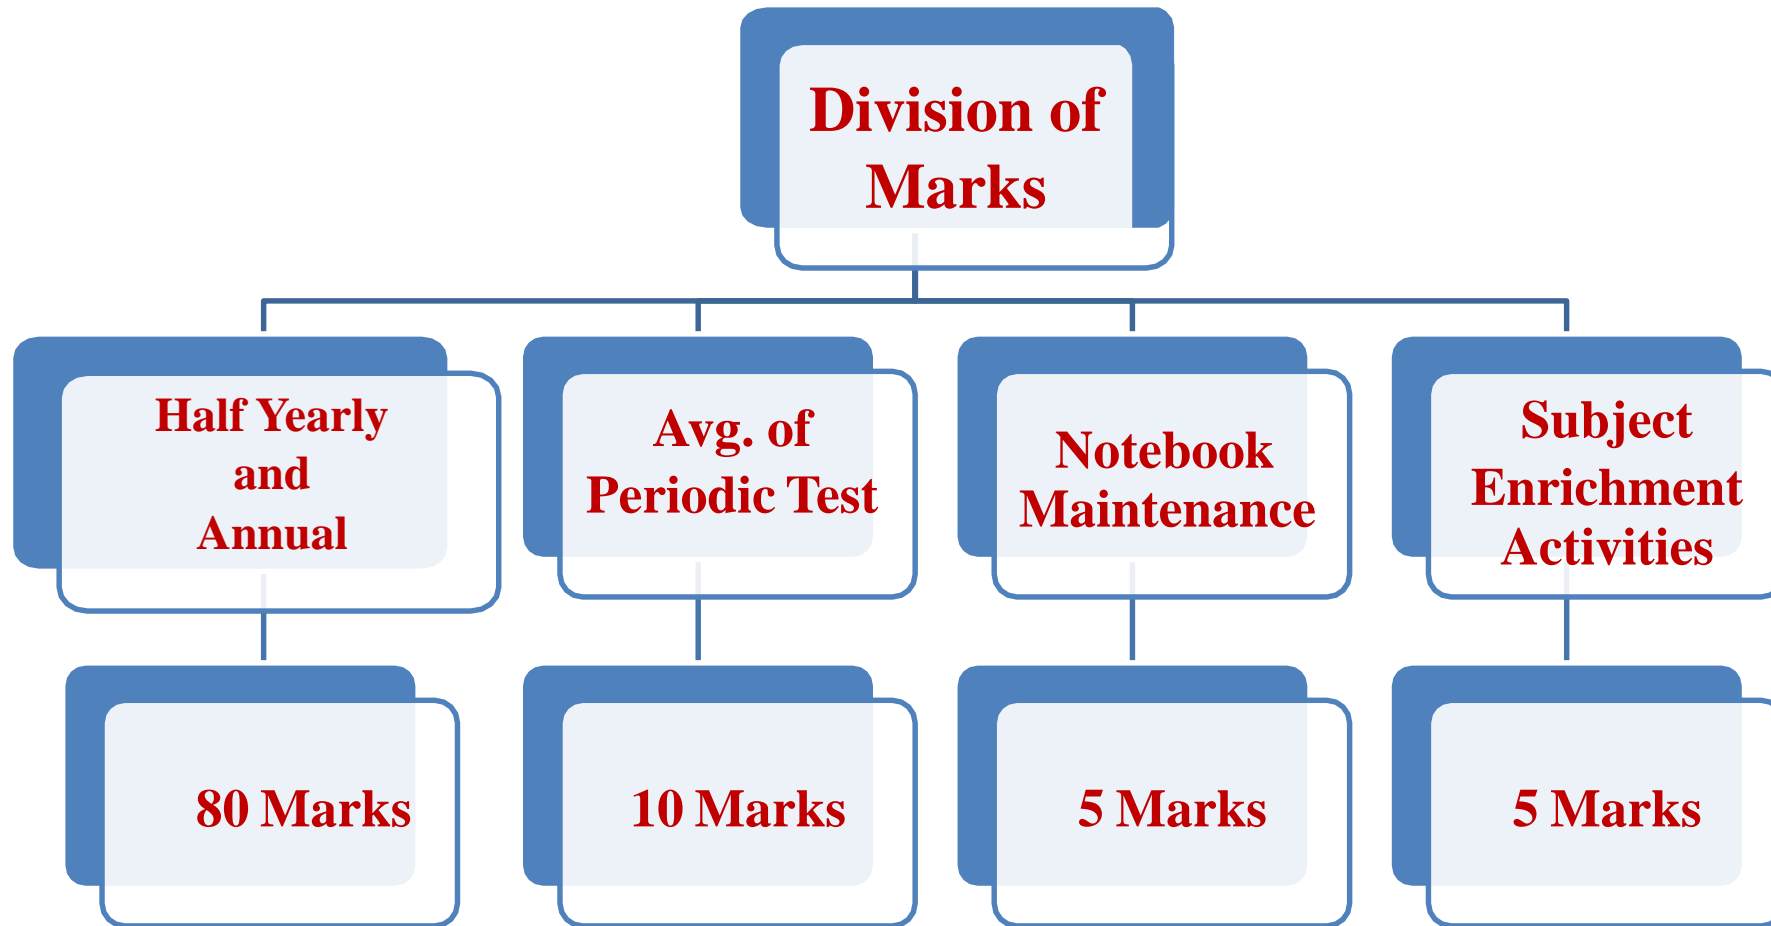 Division of
Marks
Half Yearly
and
Annual
Avg. of
Periodic Test
Notebook
Maintenance
Subject
Enrichment
Activities
80 Marks
10 Marks
5 Marks
5 Marks